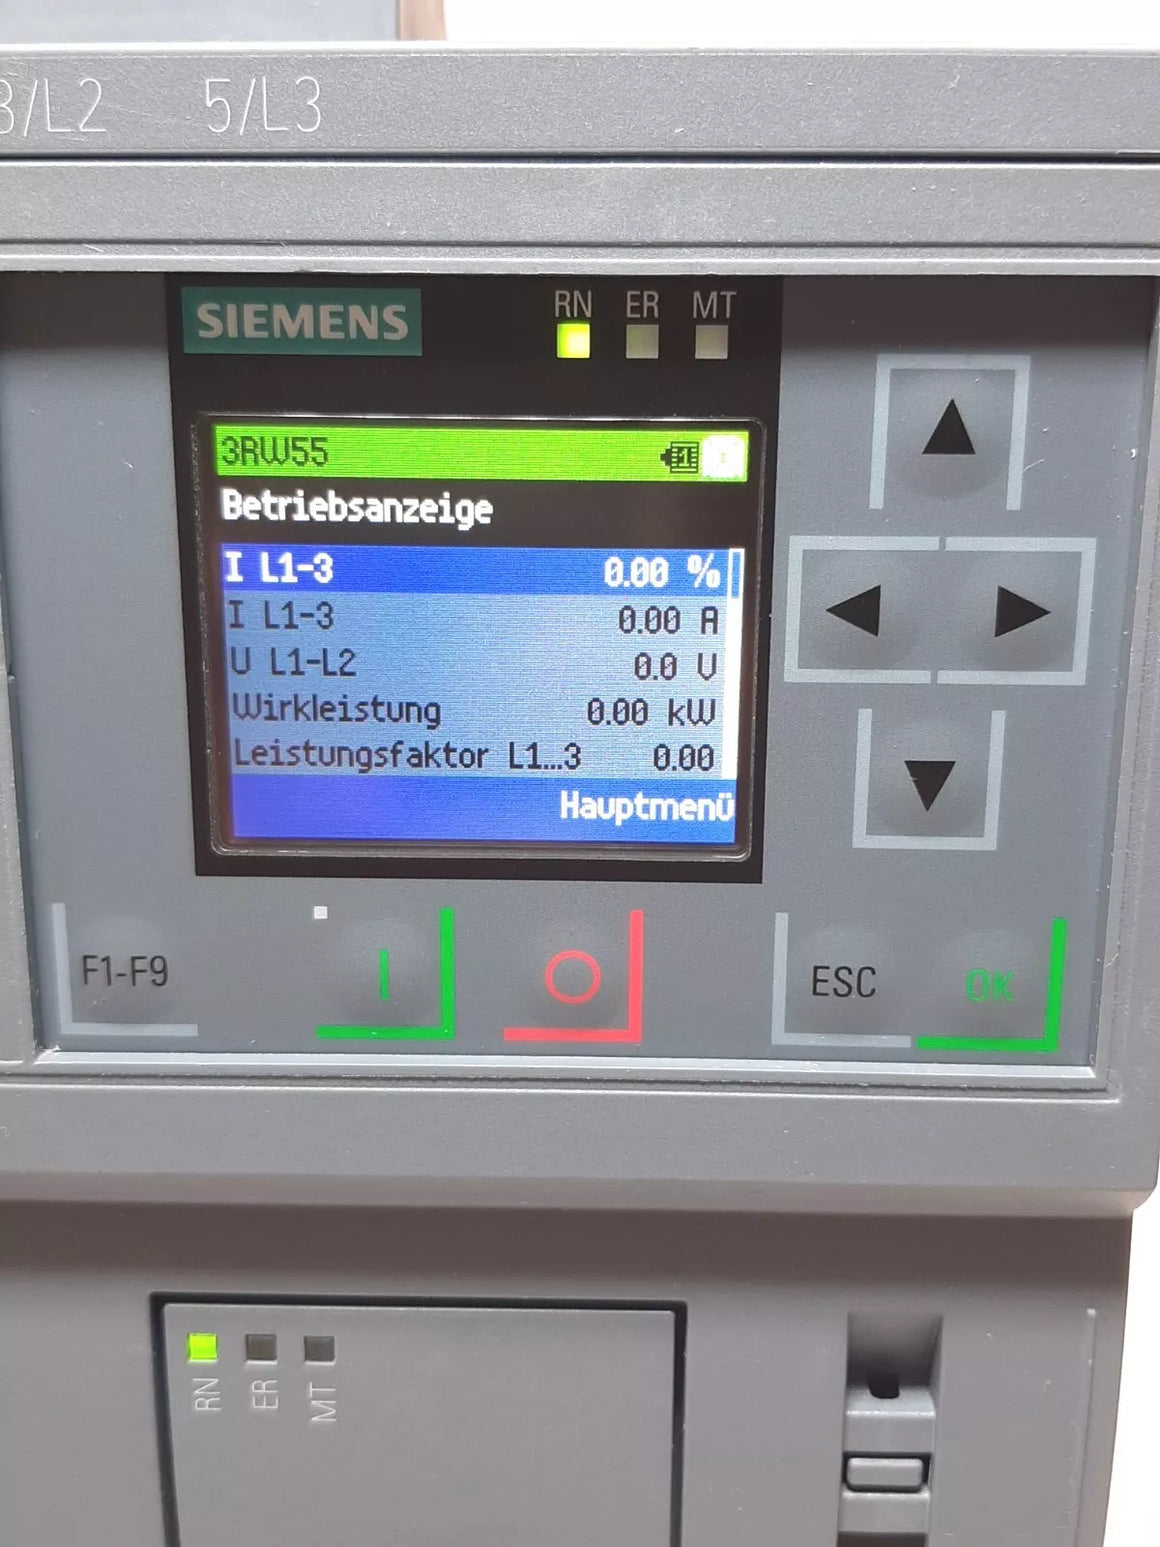 3/L2 5/L3
SIEMENS
RN ER MT
3RW55 1
Betriebsanzeige
I L1-3 0.00 %
I L1-3 0.00 A
U L1-L2 0.0 V
Wirkleistung 0.00 kW
Leistungsfaktor L1...3 0.00
Hauptmenü
F1-F9 I O ESC OK
RN ER MT